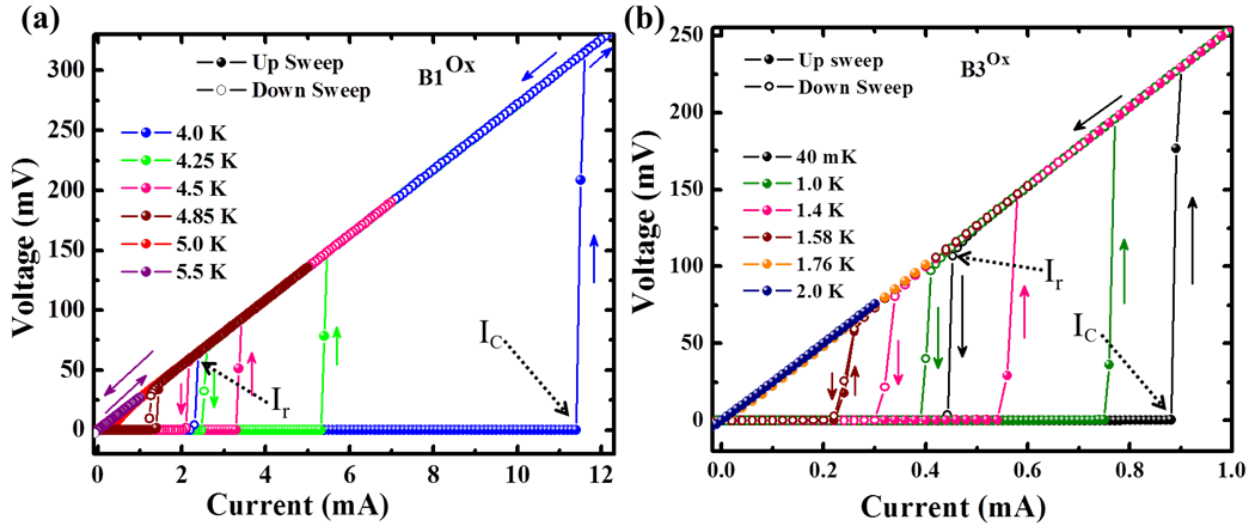 (a)
Up Sweep
Down Sweep
B1^Ox
4.0 K
4.25 K
4.5 K
4.85 K
5.0 K
5.5 K
I_C
I_r
Voltage (mV)
300
250
200
150
100
50
0
0 2 4 6 8 10 12
Current (mA)
(b)
Up sweep
Down Sweep
B3^Ox
40 mK
1.0 K
1.4 K
1.58 K
1.76 K
2.0 K
I_r
I_C
Voltage (mV)
250
200
150
100
50
0
0.0 0.2 0.4 0.6 0.8 1.0
Current (mA)